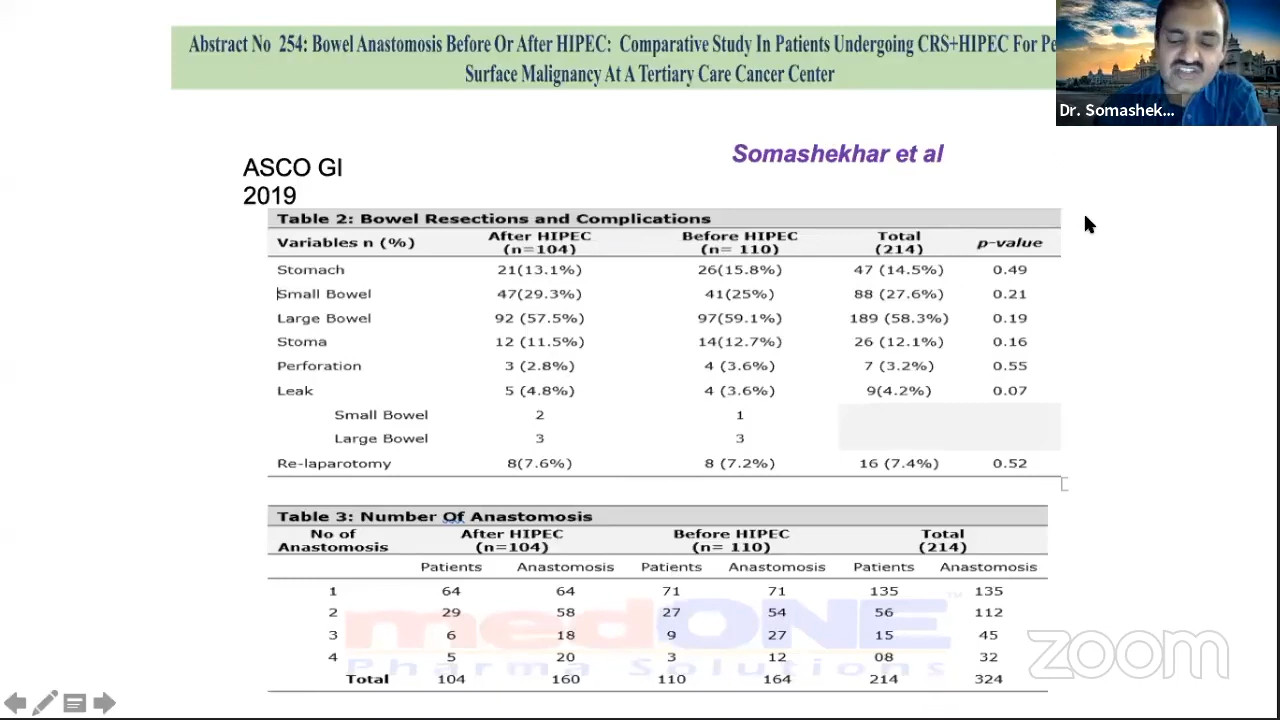 Abstract No 254: Bowel Anastomosis Before Or After HIPEC: Comparative Study In Patients Undergoing CRS+HIPEC For Pe
Surface Malignancy At A Tertiary Care Cancer Center
Dr. Somashek...
Somashekhar et al
ASCO GI
2019
Table 2: Bowel Resections and Complications
Variables n (%) After HIPEC (n=104) Before HIPEC (n= 110) Total (214) p-value
Stomach 21(13.1%) 26(15.8%) 47 (14.5%) 0.49
Small Bowel 47(29.3%) 41(25%) 88 (27.6%) 0.21
Large Bowel 92 (57.5%) 97(59.1%) 189 (58.3%) 0.19
Stoma 12 (11.5%) 14(12.7%) 26 (12.1%) 0.16
Perforation 3 (2.8%) 4 (3.6%) 7 (3.2%) 0.55
Leak 5 (4.8%) 4 (3.6%) 9(4.2%) 0.07
Small Bowel 2 1
Large Bowel 3 3
Re-laparotomy 8(7.6%) 8 (7.2%) 16 (7.4%) 0.52
Table 3: Number Of Anastomosis
No of Anastomosis After HIPEC (n=104) Before HIPEC (n= 110) Total (214)
Patients Anastomosis Patients Anastomosis Patients Anastomosis
1 64 64 71 71 135 135
2 29 58 27 54 56 112
3 6 18 9 27 15 45
4 5 20 3 12 08 32
Total 104 160 110 164 214 324
medONE™
Pharma Solutions
zoom